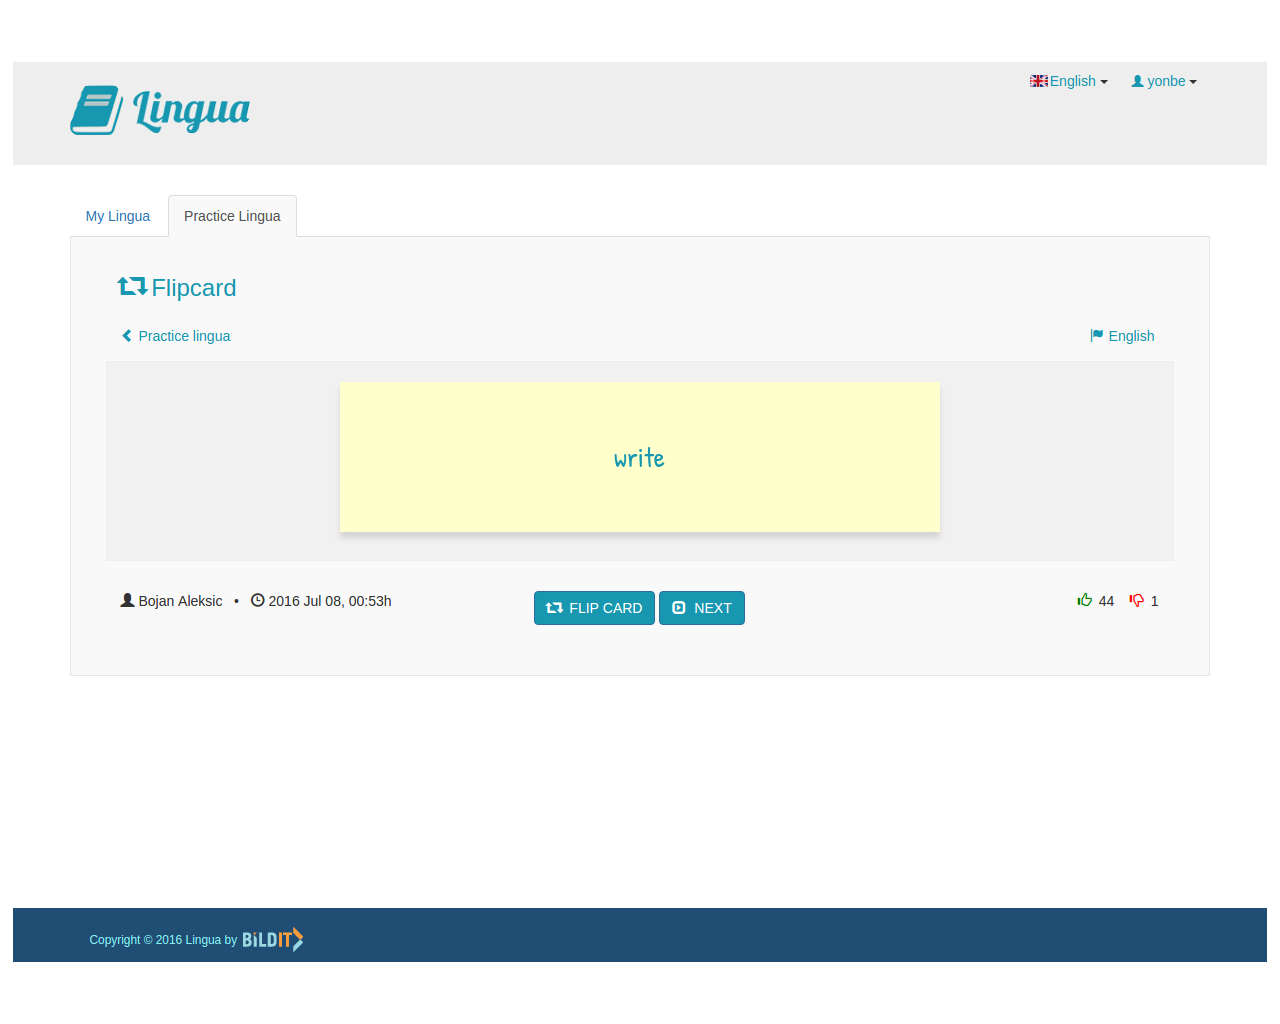 Lingua
English
yonbe
My Lingua
Practice Lingua
Flipcard
Practice lingua
English
write
Bojan Aleksic • 2016 Jul 08, 00:53h
FLIP CARD
NEXT
44
1
Copyright © 2016 Lingua by BiLDIT